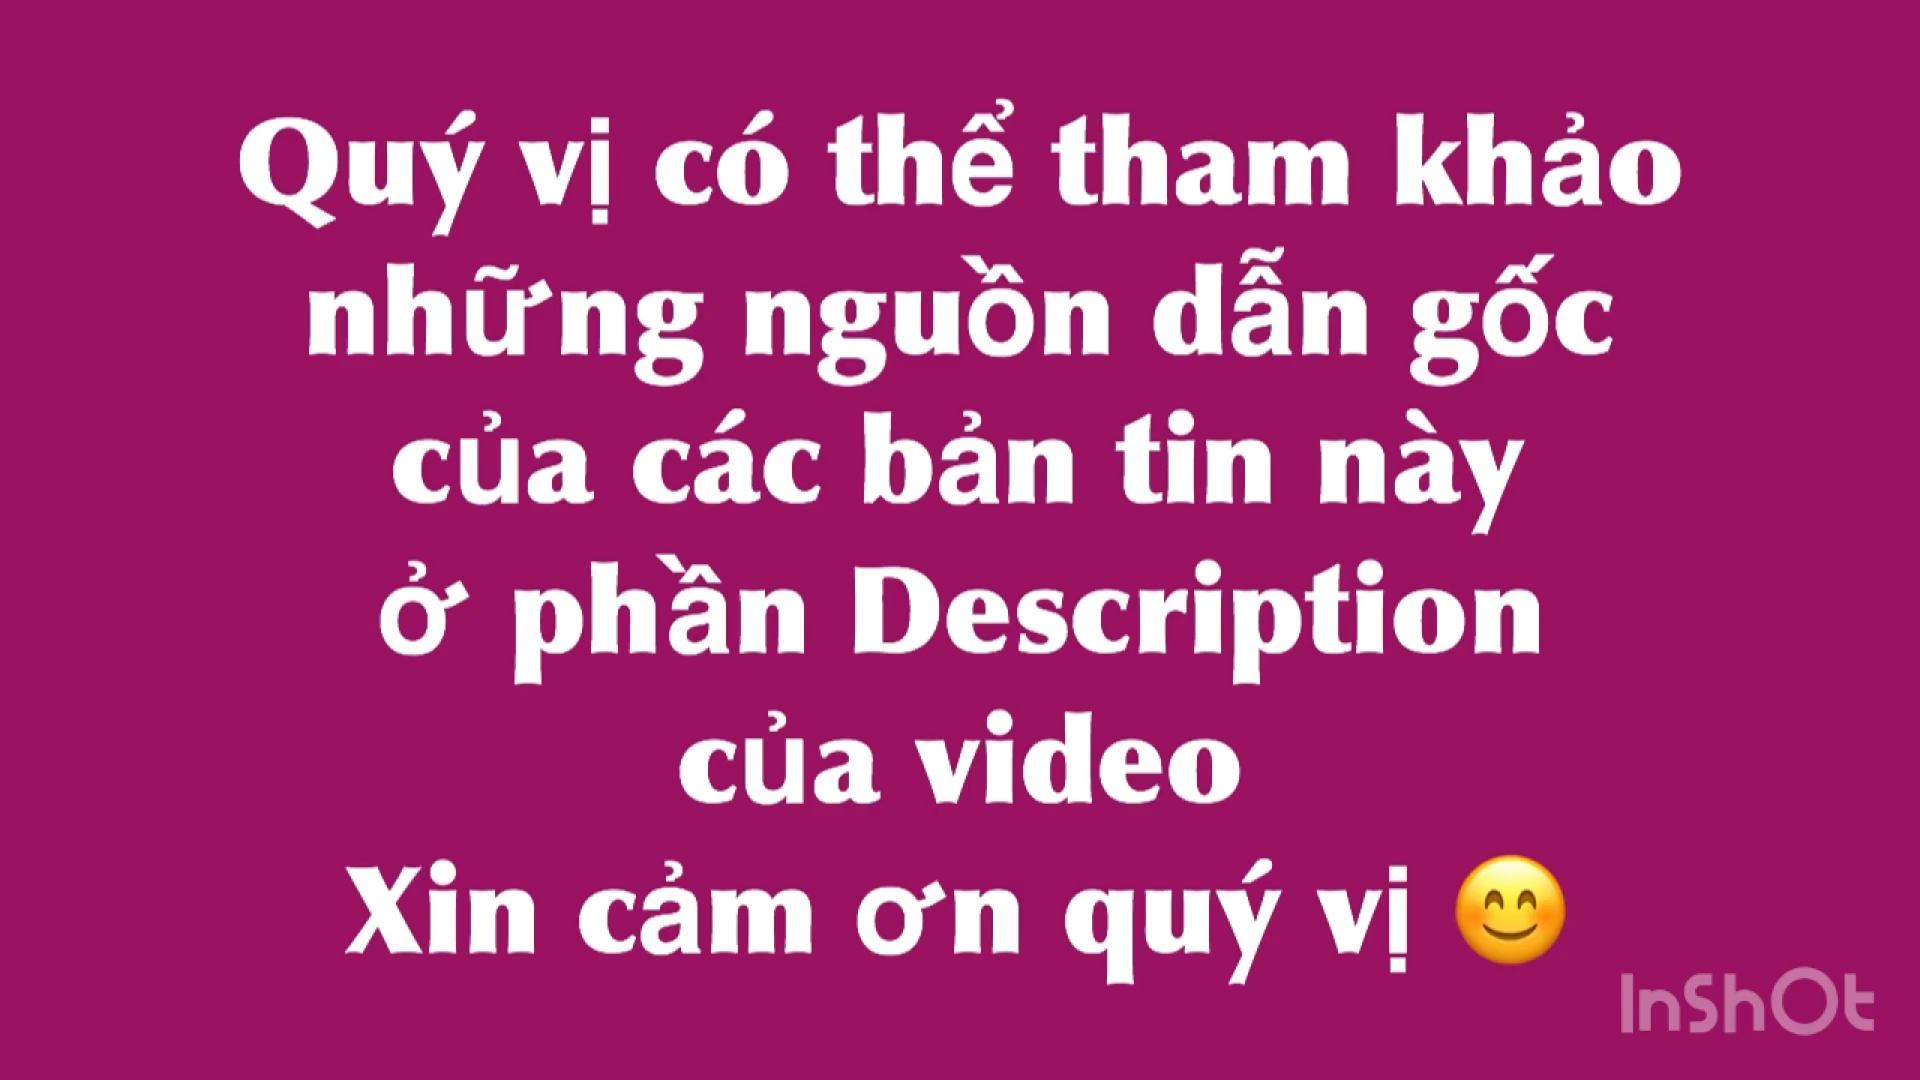 Quý vị có thể tham khảo
những nguồn dẫn gốc
của các bản tin này
ở phần Description
của video
Xin cảm ơn quý vị 😊
InShOt